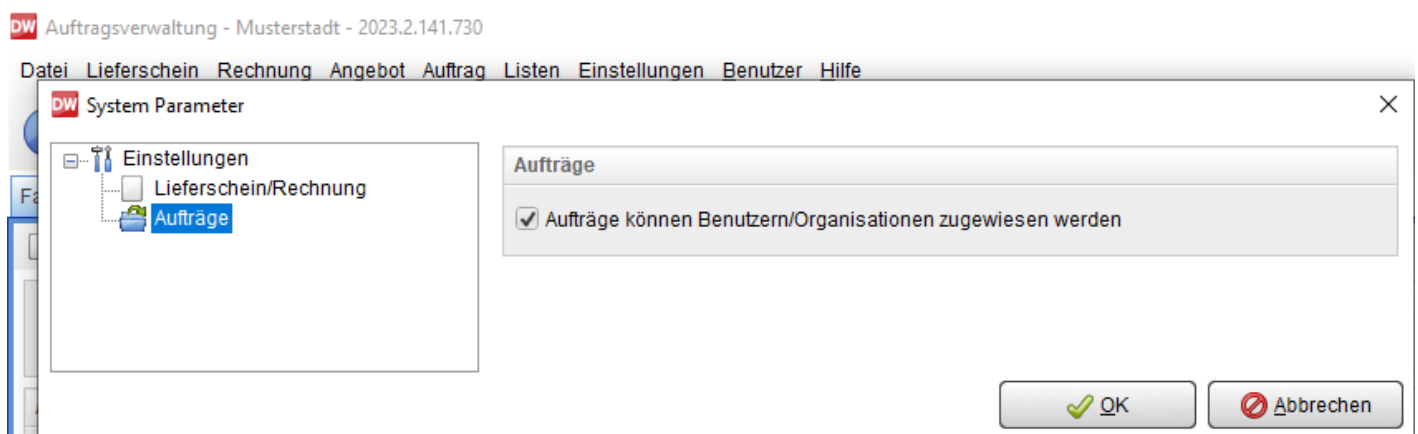 DW Auftragsverwaltung - Musterstadt - 2023.2.141.730
Datei Lieferschein Rechnung Angebot Auftrag Listen Einstellungen Benutzer Hilfe
DW System Parameter
Einstellungen
Lieferschein/Rechnung
Aufträge
Aufträge
Aufträge können Benutzern/Organisationen zugewiesen werden
OK Abbrechen